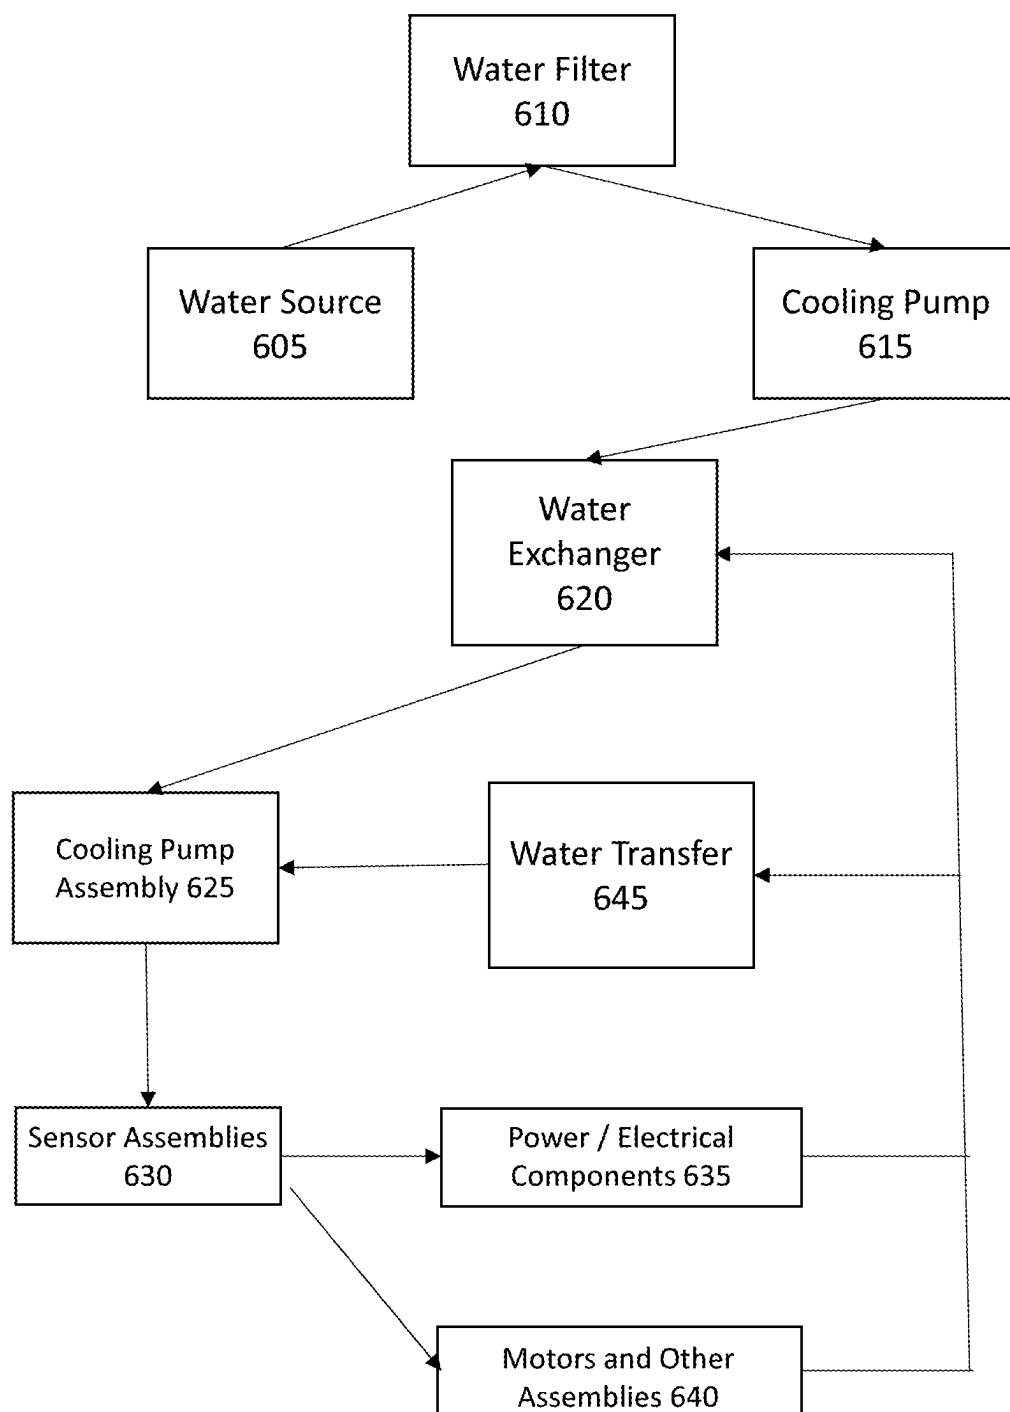 Water Filter
610
Water Source
605
Cooling Pump
615
Water
Exchanger
620
Cooling Pump
Assembly 625
Water Transfer
645
Sensor Assemblies
630
Power / Electrical
Components 635
Motors and Other
Assemblies 640